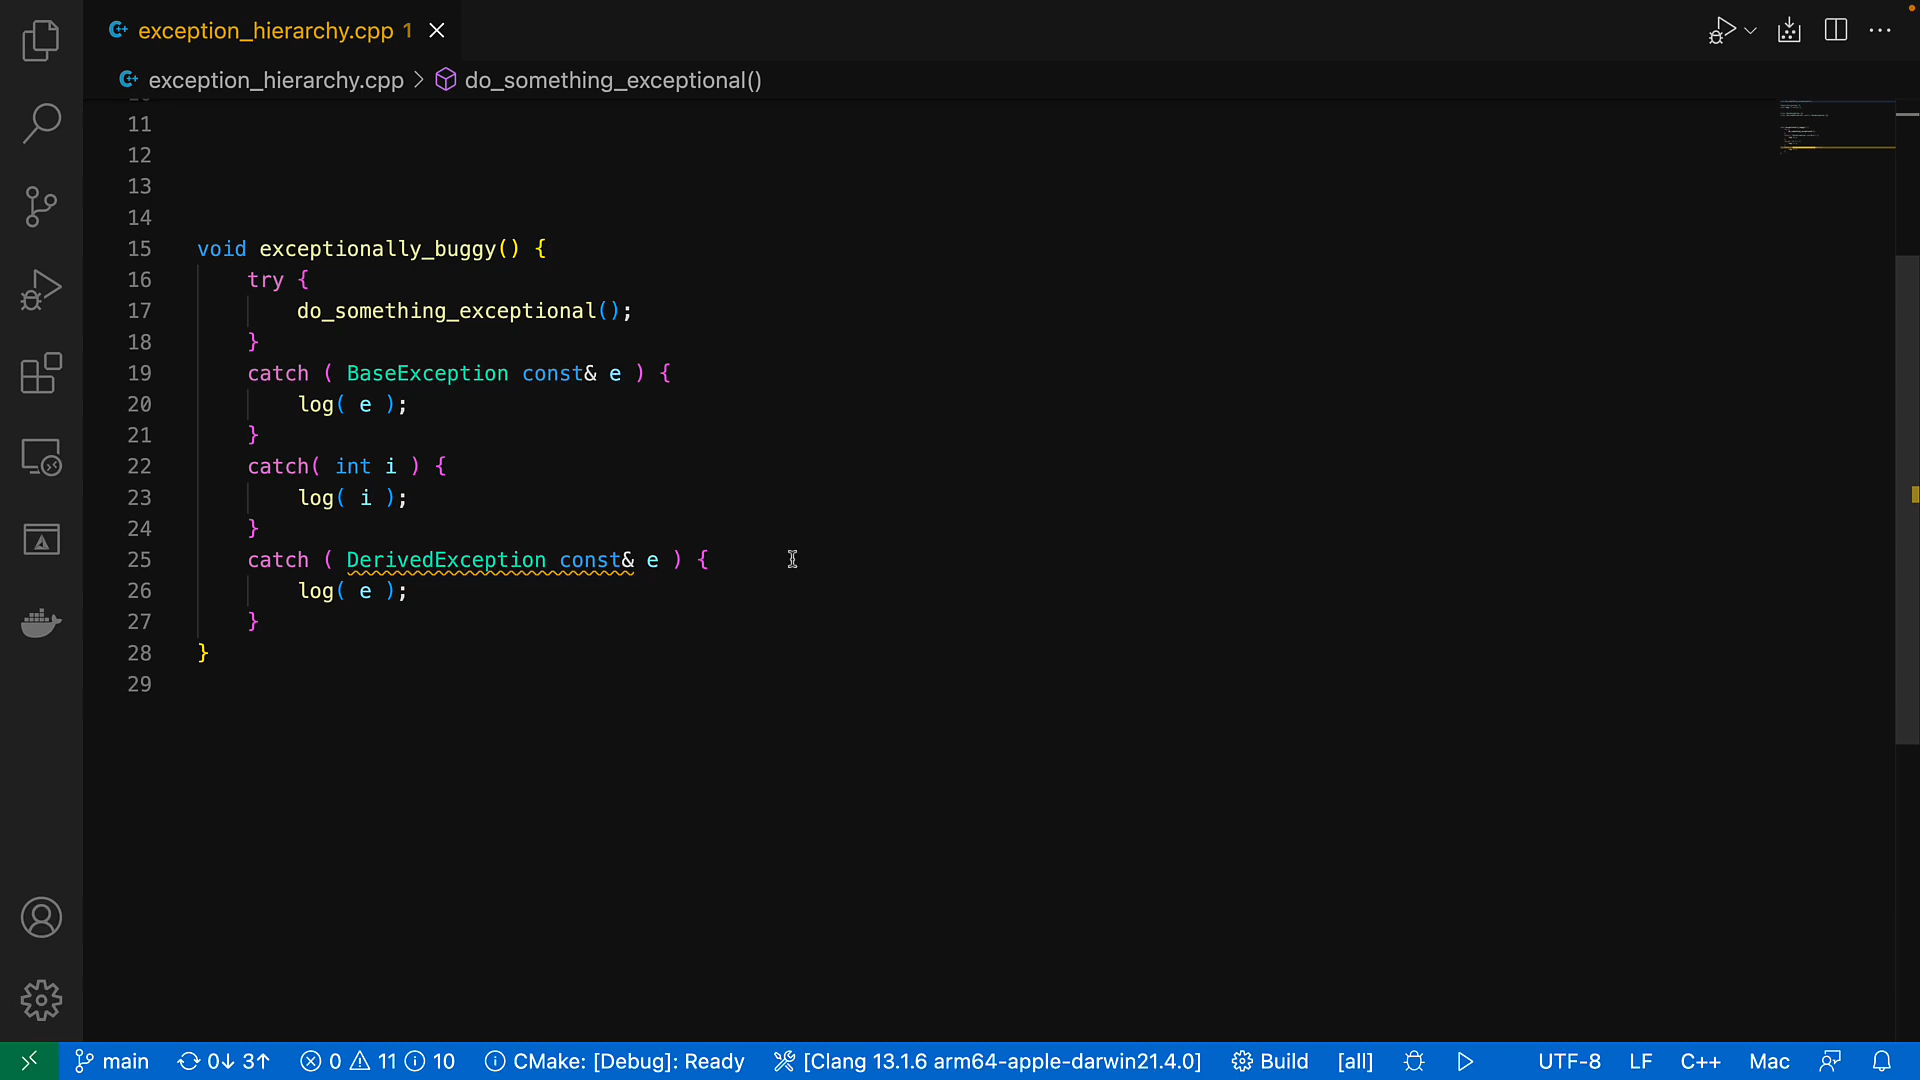 exception_hierarchy.cpp 1
exception_hierarchy.cpp > do_something_exceptional()
11
12
13
14
15 void exceptionally_buggy() {
16 try {
17 do_something_exceptional();
18 }
19 catch ( BaseException const& e ) {
20 log( e );
21 }
22 catch( int i ) {
23 log( i );
24 }
25 catch ( DerivedException const& e ) {
26 log( e );
27 }
28 }
29
main 0↓ 3↑ 0 11 10 CMake: [Debug]: Ready [Clang 13.1.6 arm64-apple-darwin21.4.0] Build [all] UTF-8 LF C++ Mac